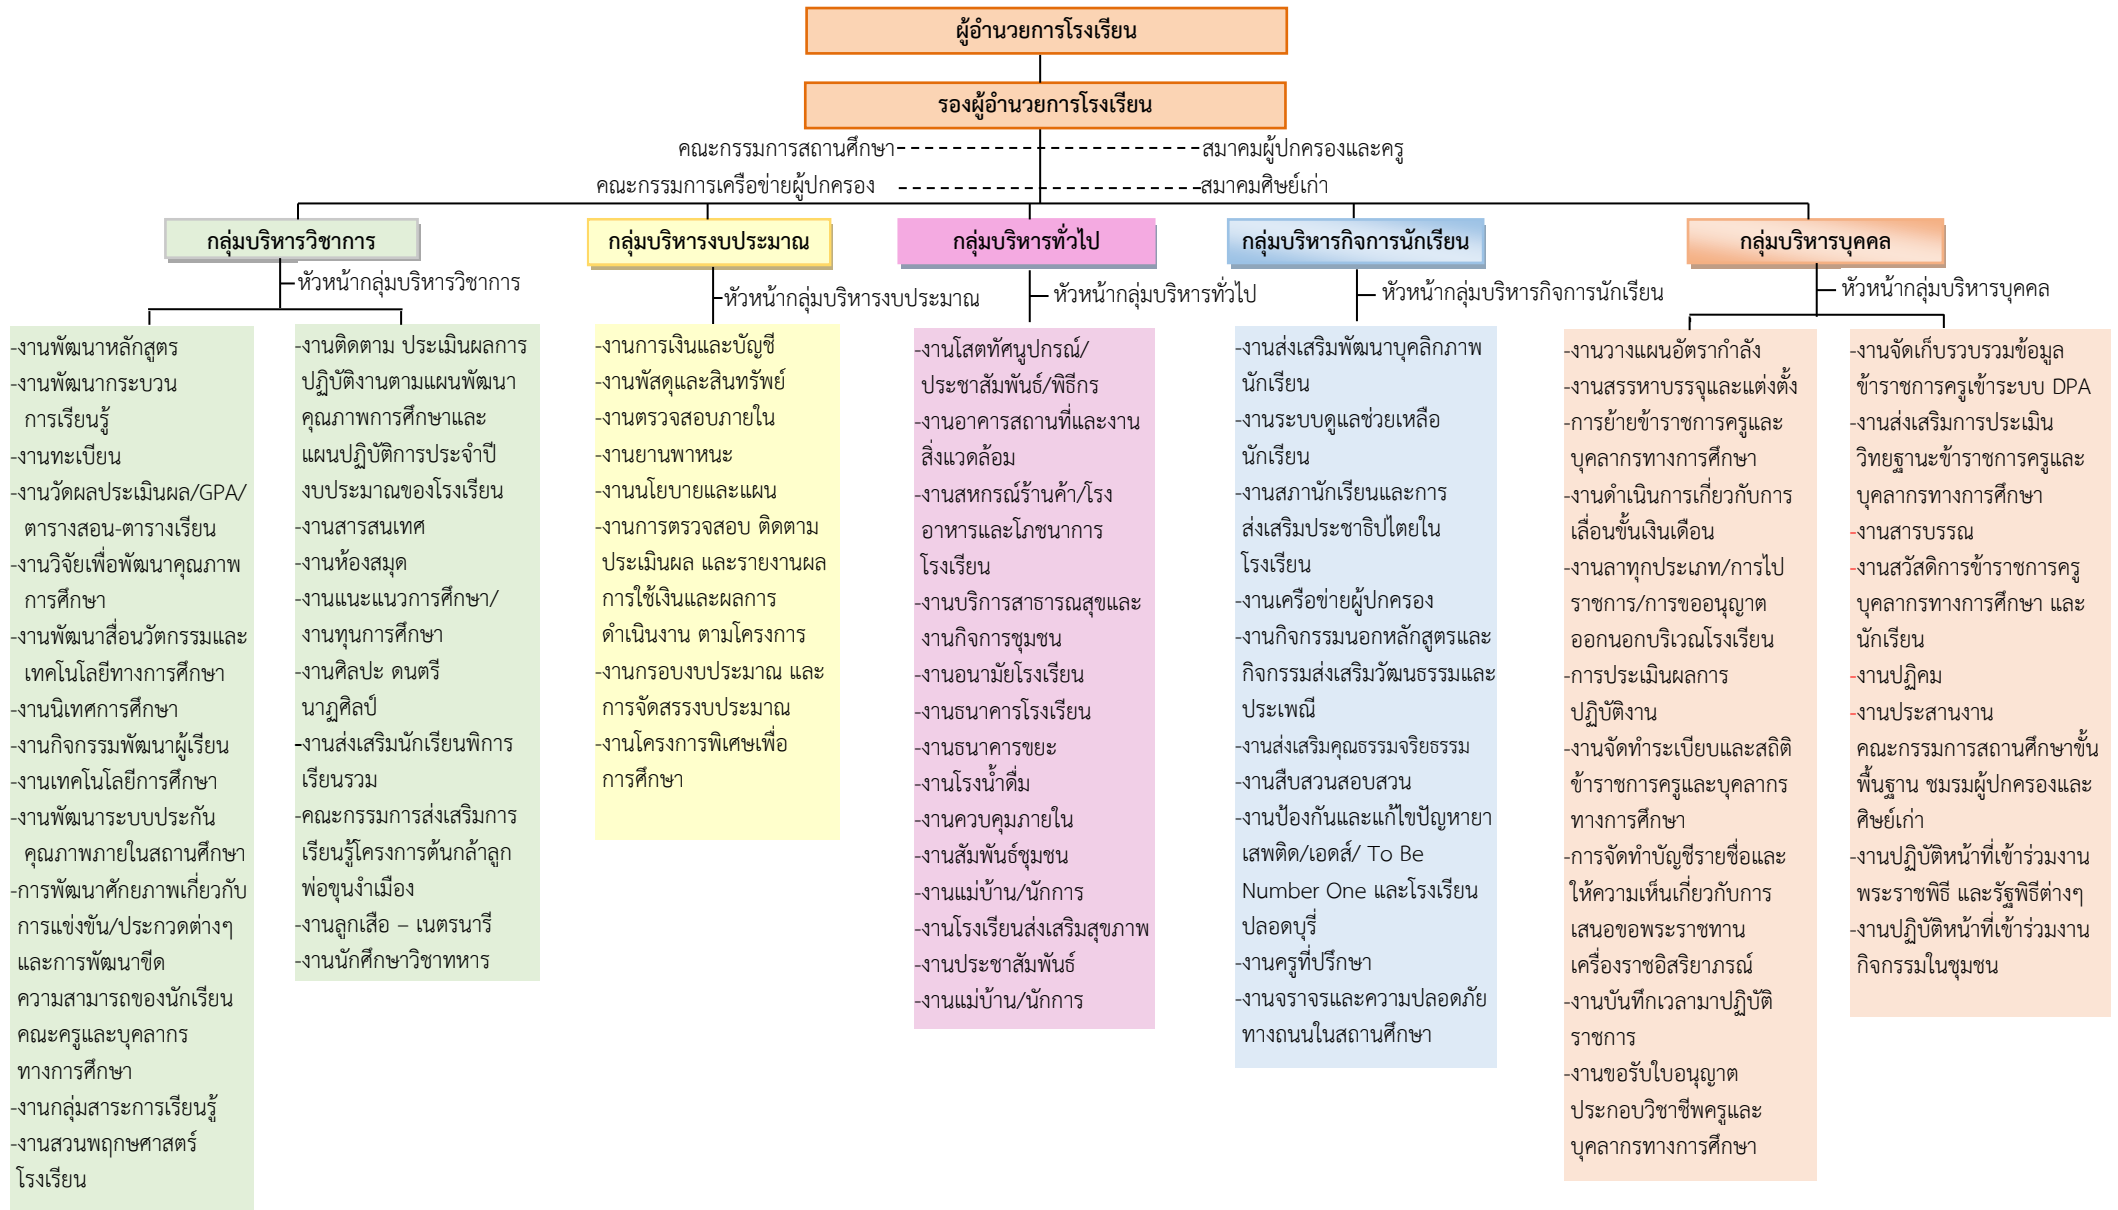 ผู้อำนวยการโรงเรียน
รองผู้อำนวยการโรงเรียน
คณะกรรมการสถานศึกษา
สมาคมผู้ปกครองและครู
คณะกรรมการเครือข่ายผู้ปกครอง
สมาคมศิษย์เก่า
กลุ่มบริหารวิชาการ
หัวหน้ากลุ่มบริหารวิชาการ
-งานพัฒนาหลักสูตร
-งานพัฒนากระบวน
การเรียนรู้
-งานทะเบียน
-งานวัดผลประเมินผล/GPA/
ตารางสอน-ตารางเรียน
-งานวิจัยเพื่อพัฒนาคุณภาพ
การศึกษา
-งานพัฒนาสื่อนวัตกรรมและ
เทคโนโลยีทางการศึกษา
-งานนิเทศการศึกษา
-งานกิจกรรมพัฒนาผู้เรียน
-งานเทคโนโลยีการศึกษา
-งานพัฒนาระบบประกัน
คุณภาพภายในสถานศึกษา
-การพัฒนาศักยภาพเกี่ยวกับ
การแข่งขัน/ประกวดต่างๆ
และการพัฒนาขีด
ความสามารถของนักเรียน
คณะครูและบุคลากร
ทางการศึกษา
-งานกลุ่มสาระการเรียนรู้
-งานสวนพฤกษศาสตร์
โรงเรียน
-งานติดตาม ประเมินผลการ
ปฏิบัติงานตามแผนพัฒนา
คุณภาพการศึกษาและ
แผนปฏิบัติการประจำปี
งบประมาณของโรงเรียน
-งานสารสนเทศ
-งานห้องสมุด
-งานแนะแนวการศึกษา/
งานทุนการศึกษา
-งานศิลปะ ดนตรี
นาฏศิลป์
-งานส่งเสริมนักเรียนพิการ
เรียนรวม
-คณะกรรมการส่งเสริมการ
เรียนรู้โครงการต้นกล้าลูก
พ่อขุนงำเมือง
-งานลูกเสือ – เนตรนารี
-งานนักศึกษาวิชาทหาร
กลุ่มบริหารงบประมาณ
หัวหน้ากลุ่มบริหารงบประมาณ
-งานการเงินและบัญชี
-งานพัสดุและสินทรัพย์
-งานตรวจสอบภายใน
-งานยานพาหนะ
-งานนโยบายและแผน
-งานการตรวจสอบ ติดตาม
ประเมินผล และรายงานผล
การใช้เงินและผลการ
ดำเนินงาน ตามโครงการ
-งานกรอบงบประมาณ และ
การจัดสรรงบประมาณ
-งานโครงการพิเศษเพื่อ
การศึกษา
กลุ่มบริหารทั่วไป
หัวหน้ากลุ่มบริหารทั่วไป
-งานโสตทัศนูปกรณ์/
ประชาสัมพันธ์/พิธีกร
-งานอาคารสถานที่และงาน
สิ่งแวดล้อม
-งานสหกรณ์ร้านค้า/โรง
อาหารและโภชนาการ
โรงเรียน
-งานบริการสาธารณสุขและ
งานกิจการชุมชน
-งานอนามัยโรงเรียน
-งานธนาคารโรงเรียน
-งานธนาคารขยะ
-งานโรงน้ำดื่ม
-งานควบคุมภายใน
-งานสัมพันธ์ชุมชน
-งานแม่บ้าน/นักการ
-งานโรงเรียนส่งเสริมสุขภาพ
-งานประชาสัมพันธ์
-งานแม่บ้าน/นักการ
กลุ่มบริหารกิจการนักเรียน
หัวหน้ากลุ่มบริหารกิจการนักเรียน
-งานส่งเสริมพัฒนาบุคลิกภาพ
นักเรียน
-งานระบบดูแลช่วยเหลือ
นักเรียน
-งานสภานักเรียนและการ
ส่งเสริมประชาธิปไตยใน
โรงเรียน
-งานเครือข่ายผู้ปกครอง
-งานกิจกรรมนอกหลักสูตรและ
กิจกรรมส่งเสริมวัฒนธรรมและ
ประเพณี
-งานส่งเสริมคุณธรรมจริยธรรม
-งานสืบสวนสอบสวน
-งานป้องกันและแก้ไขปัญหายา
เสพติด/เอดส์/ To Be
Number One และโรงเรียน
ปลอดบุรี่
-งานครูที่ปรึกษา
-งานจราจรและความปลอดภัย
ทางถนนในสถานศึกษา
กลุ่มบริหารบุคคล
หัวหน้ากลุ่มบริหารบุคคล
-งานวางแผนอัตรากำลัง
-งานสรรหาบรรจุและแต่งตั้ง
-การย้ายข้าราชการครูและ
บุคลากรทางการศึกษา
-งานดำเนินการเกี่ยวกับการ
เลื่อนขั้นเงินเดือน
-งานลาทุกประเภท/การไป
ราชการ/การขออนุญาต
ออกนอกบริเวณโรงเรียน
-การประเมินผลการ
ปฏิบัติงาน
-งานจัดทำระเบียบและสถิติ
ข้าราชการครูและบุคลากร
ทางการศึกษา
-การจัดทำบัญชีรายชื่อและ
ให้ความเห็นเกี่ยวกับการ
เสนอขอพระราชทาน
เครื่องราชอิสริยาภรณ์
-งานบันทึกเวลามาปฏิบัติ
ราชการ
-งานขอรับใบอนุญาต
ประกอบวิชาชีพครูและ
บุคลากรทางการศึกษา
-งานจัดเก็บรวบรวมข้อมูล
ข้าราชการครูเข้าระบบ DPA
-งานส่งเสริมการประเมิน
วิทยฐานะข้าราชการครูและ
บุคลากรทางการศึกษา
-งานสารบรรณ
-งานสวัสดิการข้าราชการครู
บุคลากรทางการศึกษา และ
นักเรียน
-งานปฏิคม
-งานประสานงาน
คณะกรรมการสถานศึกษาขั้น
พื้นฐาน ชมรมผู้ปกครองและ
ศิษย์เก่า
-งานปฏิบัติหน้าที่เข้าร่วมงาน
พระราชพิธี และรัฐพิธีต่างๆ
-งานปฏิบัติหน้าที่เข้าร่วมงาน
กิจกรรมในชุมชน